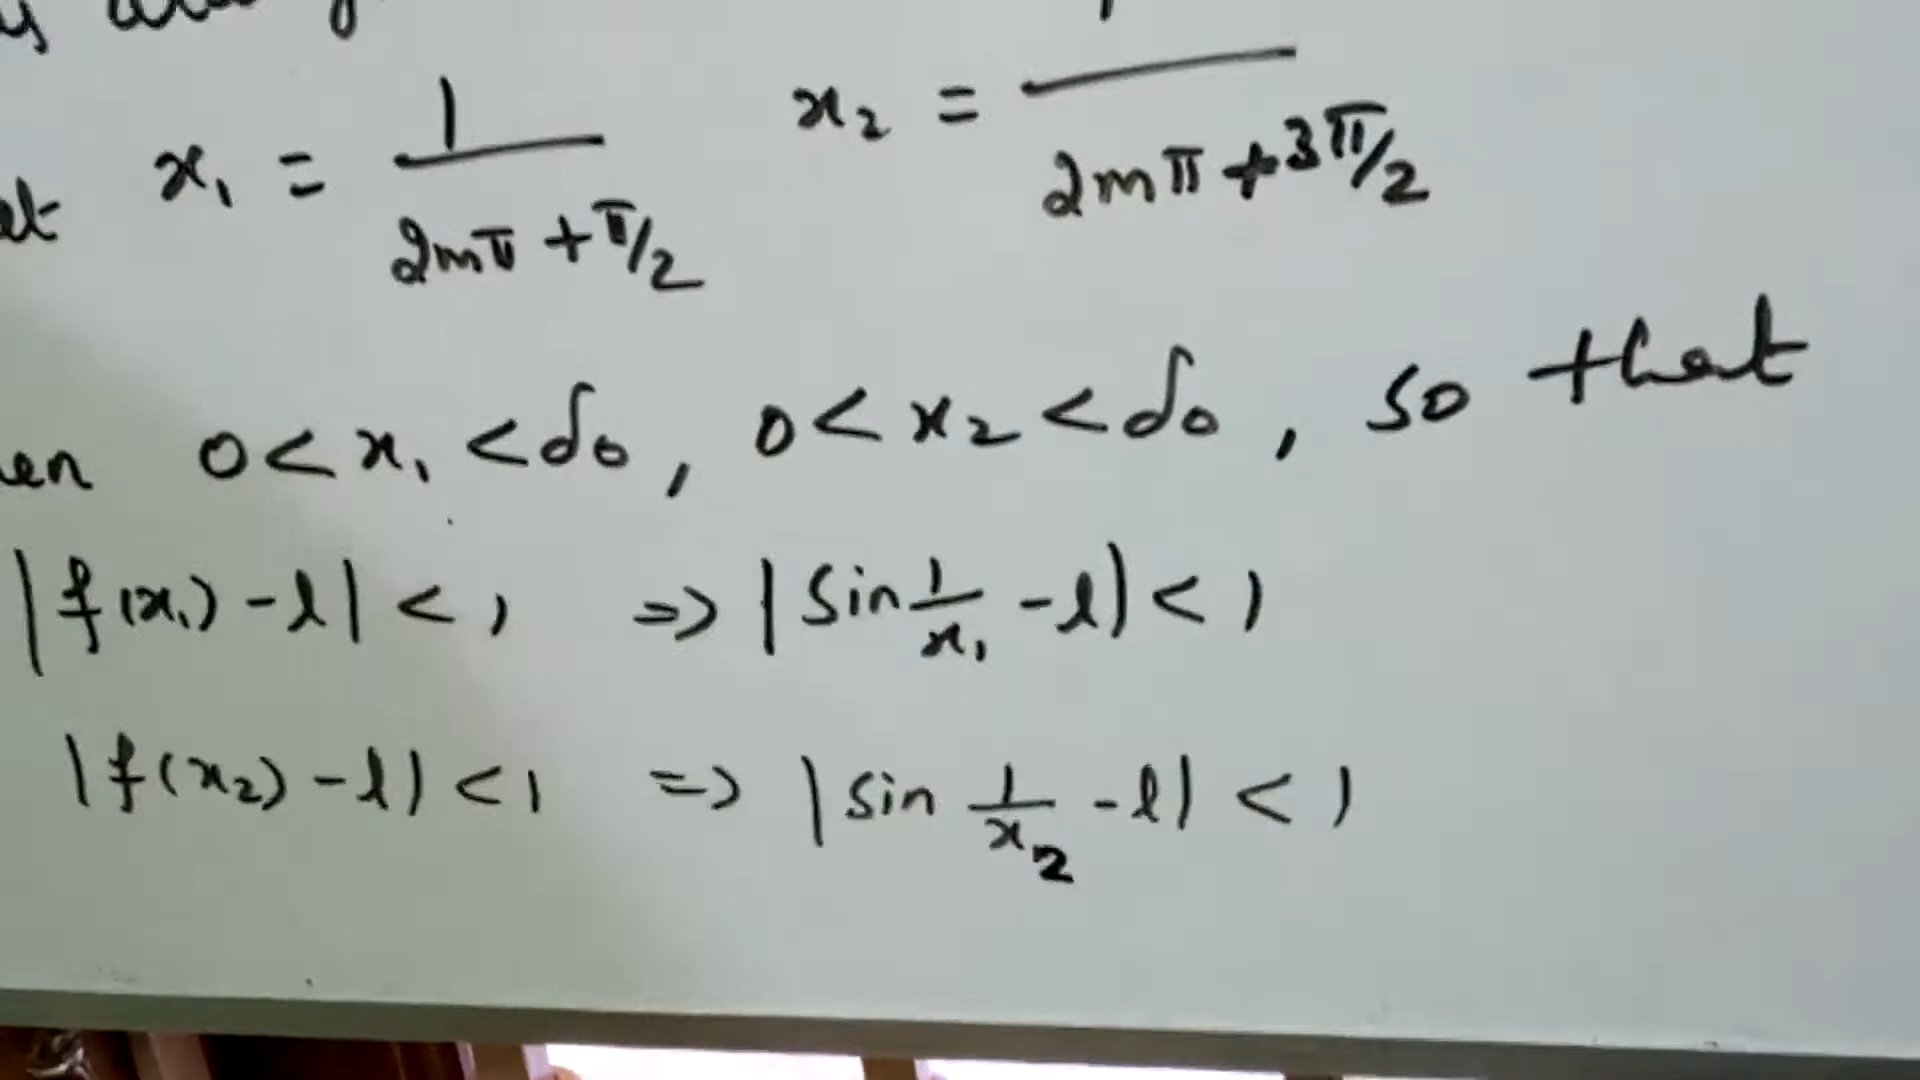 x₁ = 1/(2mπ + π/2) x₂ = 1/(2mπ + 3π/2)
0 < x₁ < δ₀, 0 < x₂ < δ₀, so that
|f(x₁) - l| < 1 => |Sin 1/x₁ - l| < 1
|f(x₂) - l| < 1 => |Sin 1/x₂ - l| < 1